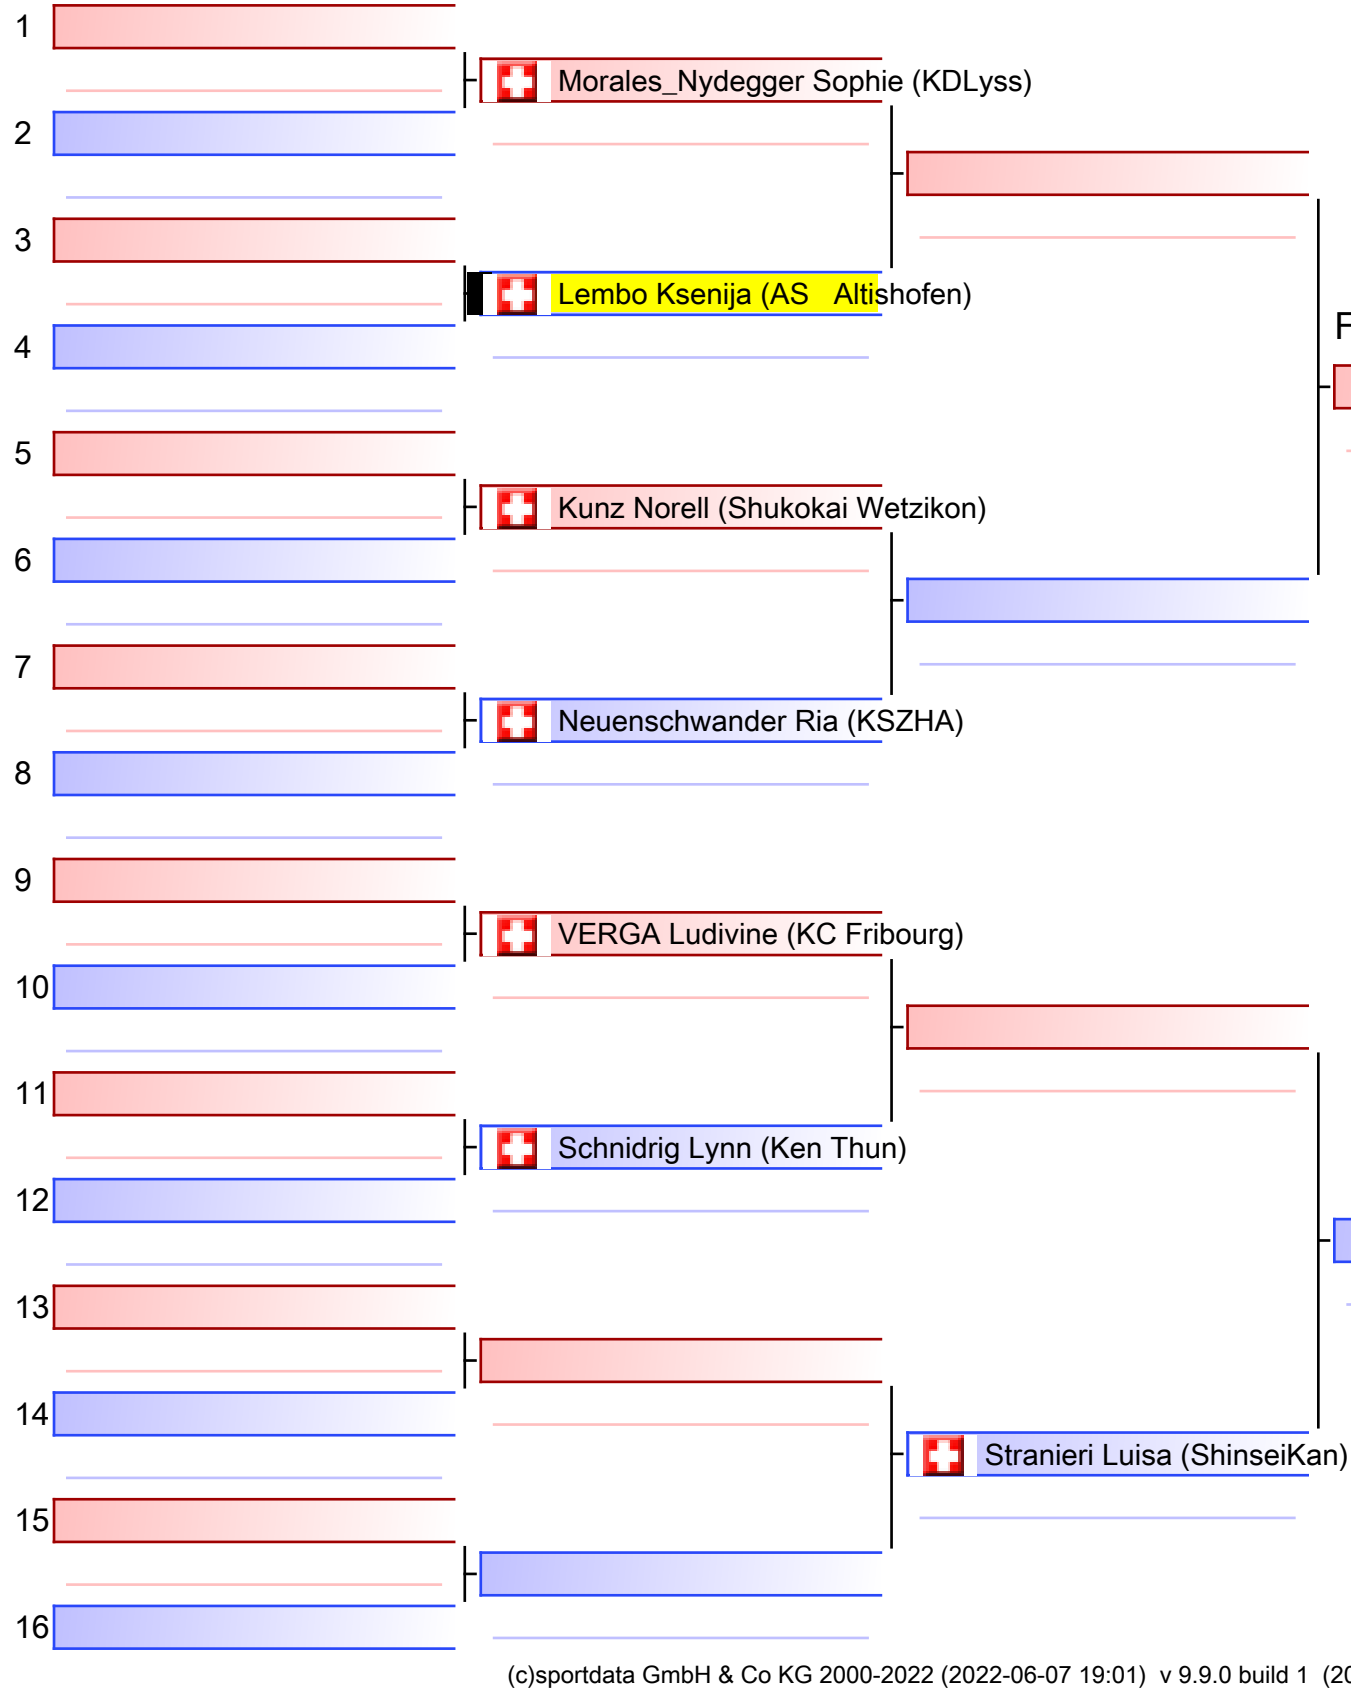 1
Morales_Nydegger Sophie (KDLyss)
2
3
Lembo Ksenija (AS   Altishofen)
F
4
5
Kunz Norell (Shukokai Wetzikon)
6
7
Neuenschwander Ria (KSZHA)
8
9
VERGA Ludivine (KC Fribourg)
10
11
Schnidrig Lynn (Ken Thun)
12
13
14
Stranieri Luisa (ShinseiKan)
15
16
(c)sportdata GmbH & Co KG 2000-2022 (2022-06-07 19:01)  v 9.9.0 build 1  (20